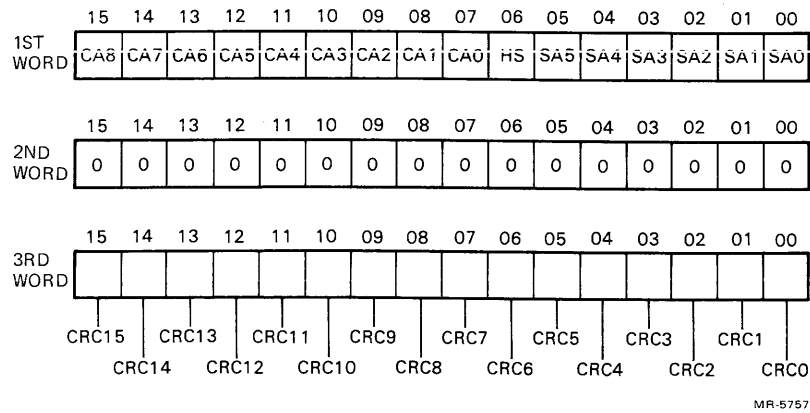 15 14 13 12 11 10 09 08 07 06 05 04 03 02 01 00
1ST WORD CA8 CA7 CA6 CA5 CA4 CA3 CA2 CA1 CA0 HS SA5 SA4 SA3 SA2 SA1 SA0
15 14 13 12 11 10 09 08 07 06 05 04 03 02 01 00
2ND WORD 0 0 0 0 0 0 0 0 0 0 0 0 0 0 0 0
15 14 13 12 11 10 09 08 07 06 05 04 03 02 01 00
3RD WORD
CRC15 CRC13 CRC11 CRC9 CRC7 CRC5 CRC3 CRC1
CRC14 CRC12 CRC10 CRC8 CRC6 CRC4 CRC2 CRC0
MR-5757